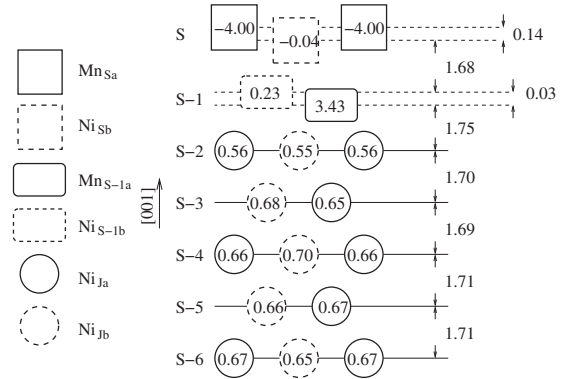 S −4.00 −0.04 −4.00 0.14
Mn_Sa
1.68
Ni_Sb
S−1 0.23 3.43 0.03
1.75
Mn_S−1a
S−2 0.56 0.55 0.56
1.70
[001]
Ni_S−1b
S−3 0.68 0.65
1.69
Ni_Ja
S−4 0.66 0.70 0.66
1.71
Ni_Jb
S−5 0.66 0.67
1.71
S−6 0.67 0.65 0.67